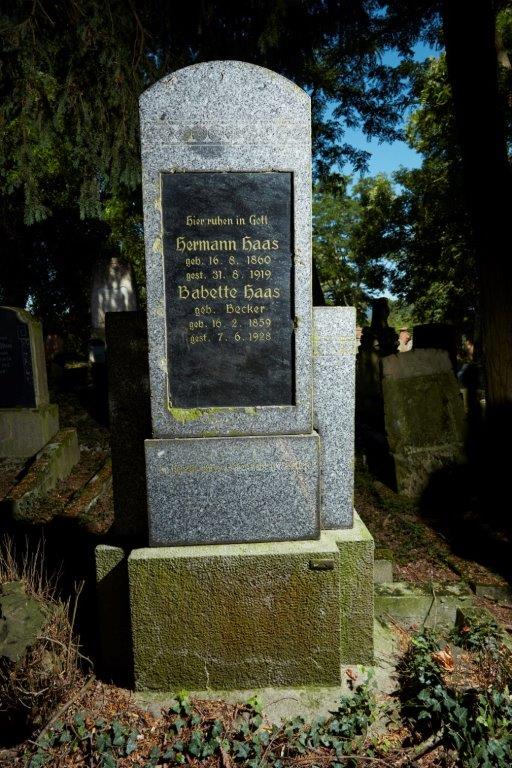 Hier ruhen in Gott
Hermann Haas
geb. 16. 8. 1860
gest. 31. 8. 1919
Babette Haas
geb. Becker
geb. 16. 2. 1859
gest. 7. 6. 1928